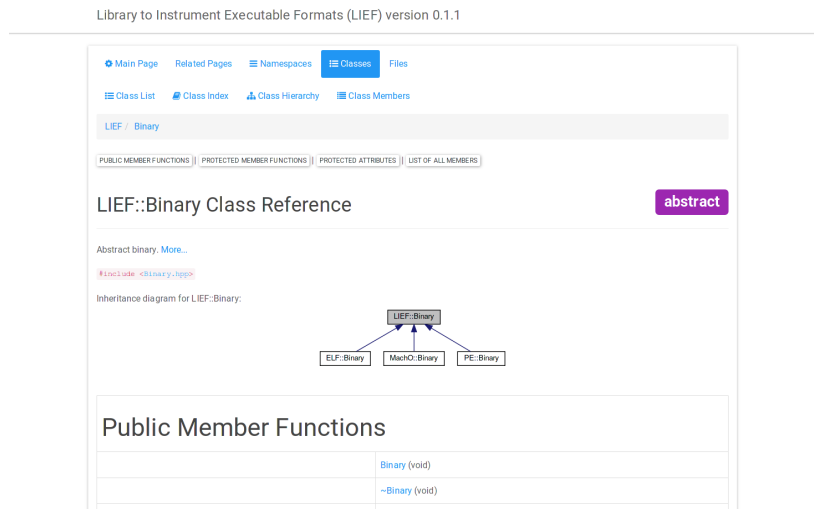 Library to Instrument Executable Formats (LIEF) version 0.1.1
Main Page Related Pages Namespaces Classes Files
Class List Class Index Class Hierarchy Class Members
LIEF / Binary
PUBLIC MEMBER FUNCTIONS | PROTECTED MEMBER FUNCTIONS | PROTECTED ATTRIBUTES | LIST OF ALL MEMBERS
LIEF::Binary Class Reference abstract
Abstract binary. More...
#include <Binary.hpp>
Inheritance diagram for LIEF::Binary:
LIEF::Binary
ELF::Binary MachO::Binary PE::Binary
Public Member Functions
Binary (void)
~Binary (void)